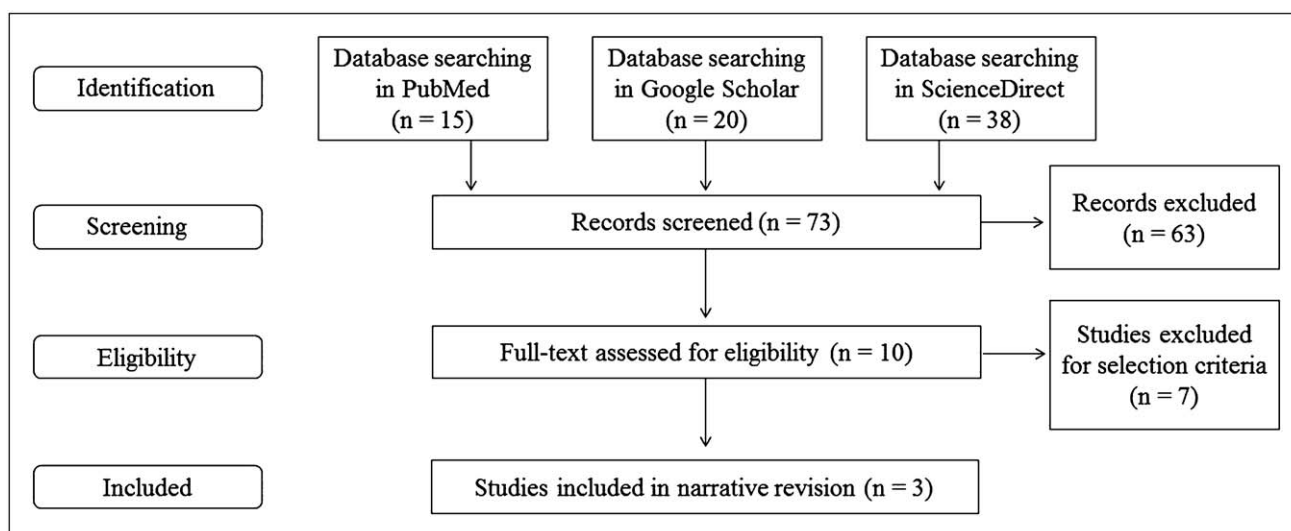 Identification
Database searching
in PubMed
(n = 15)
Database searching
in Google Scholar
(n = 20)
Database searching
in ScienceDirect
(n = 38)
Screening
Records screened (n = 73)
Records excluded
(n = 63)
Eligibility
Full-text assessed for eligibility (n = 10)
Studies excluded
for selection criteria
(n = 7)
Included
Studies included in narrative revision (n = 3)